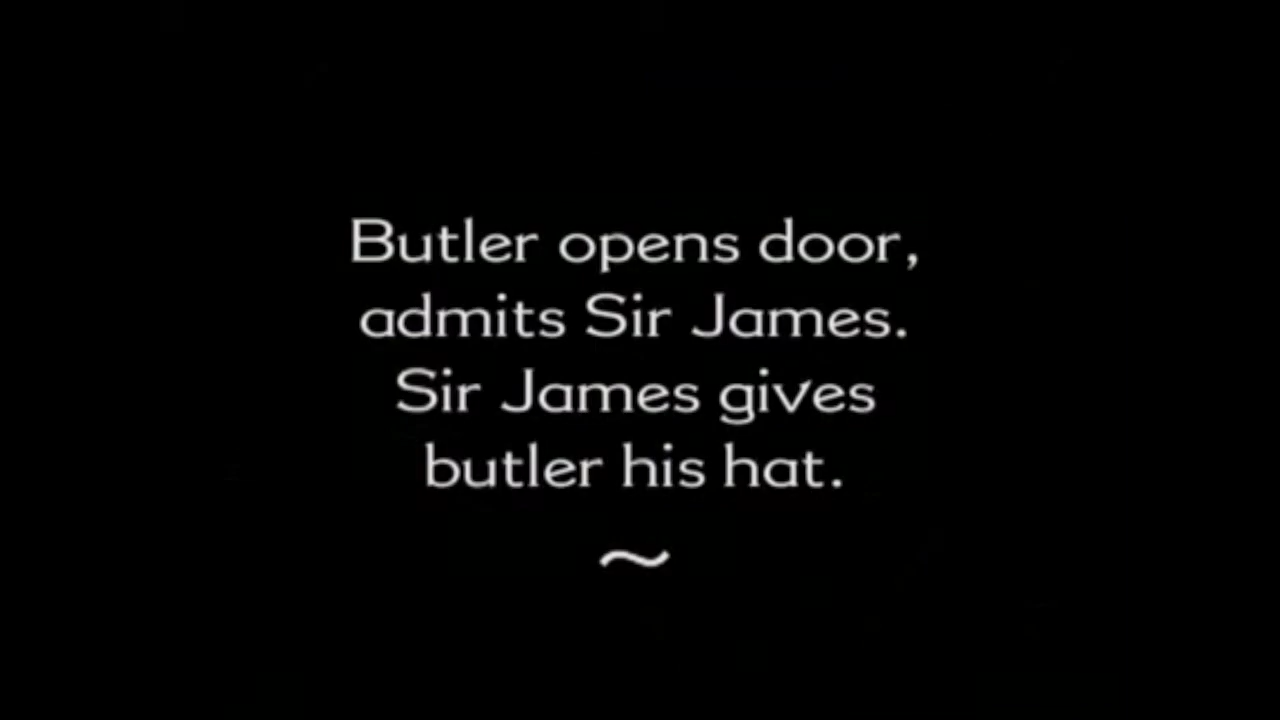 Butler opens door,
admits Sir James.
Sir James gives
butler his hat.
~